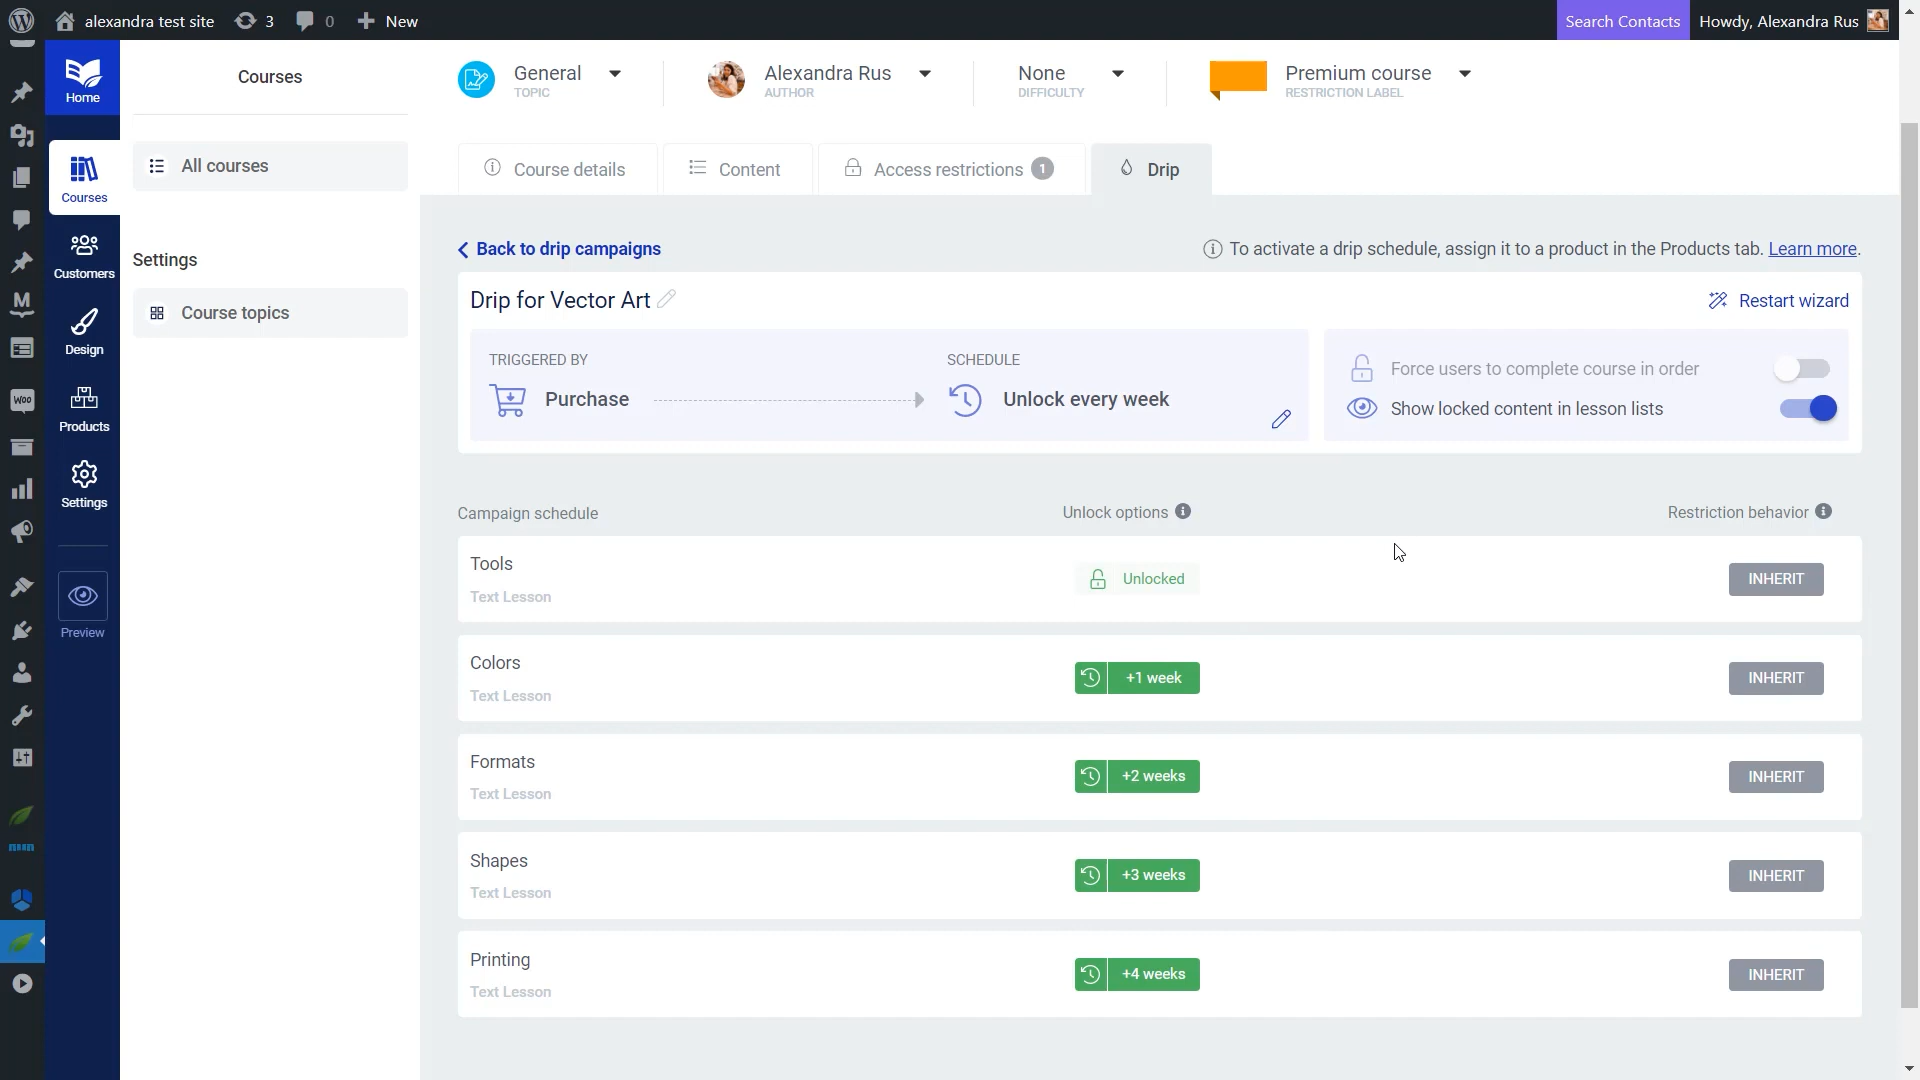 alexandra test site
3
0
New
Search Contacts
Howdy, Alexandra Rus
Home
Courses
Customers
Design
Products
Settings
Preview
M
WOO
Courses
All courses
Settings
Course topics
General
TOPIC
Alexandra Rus
AUTHOR
None
DIFFICULTY
Premium course
RESTRICTION LABEL
Course details
Content
Access restrictions 1
Drip
Back to drip campaigns
To activate a drip schedule, assign it to a product in the Products tab. Learn more.
Drip for Vector Art
Restart wizard
TRIGGERED BY
Purchase
SCHEDULE
Unlock every week
Force users to complete course in order
Show locked content in lesson lists
Campaign schedule
Unlock options
Restriction behavior
Tools
Text Lesson
Unlocked
INHERIT
Colors
Text Lesson
+1 week
INHERIT
Formats
Text Lesson
+2 weeks
INHERIT
Shapes
Text Lesson
+3 weeks
INHERIT
Printing
Text Lesson
+4 weeks
INHERIT